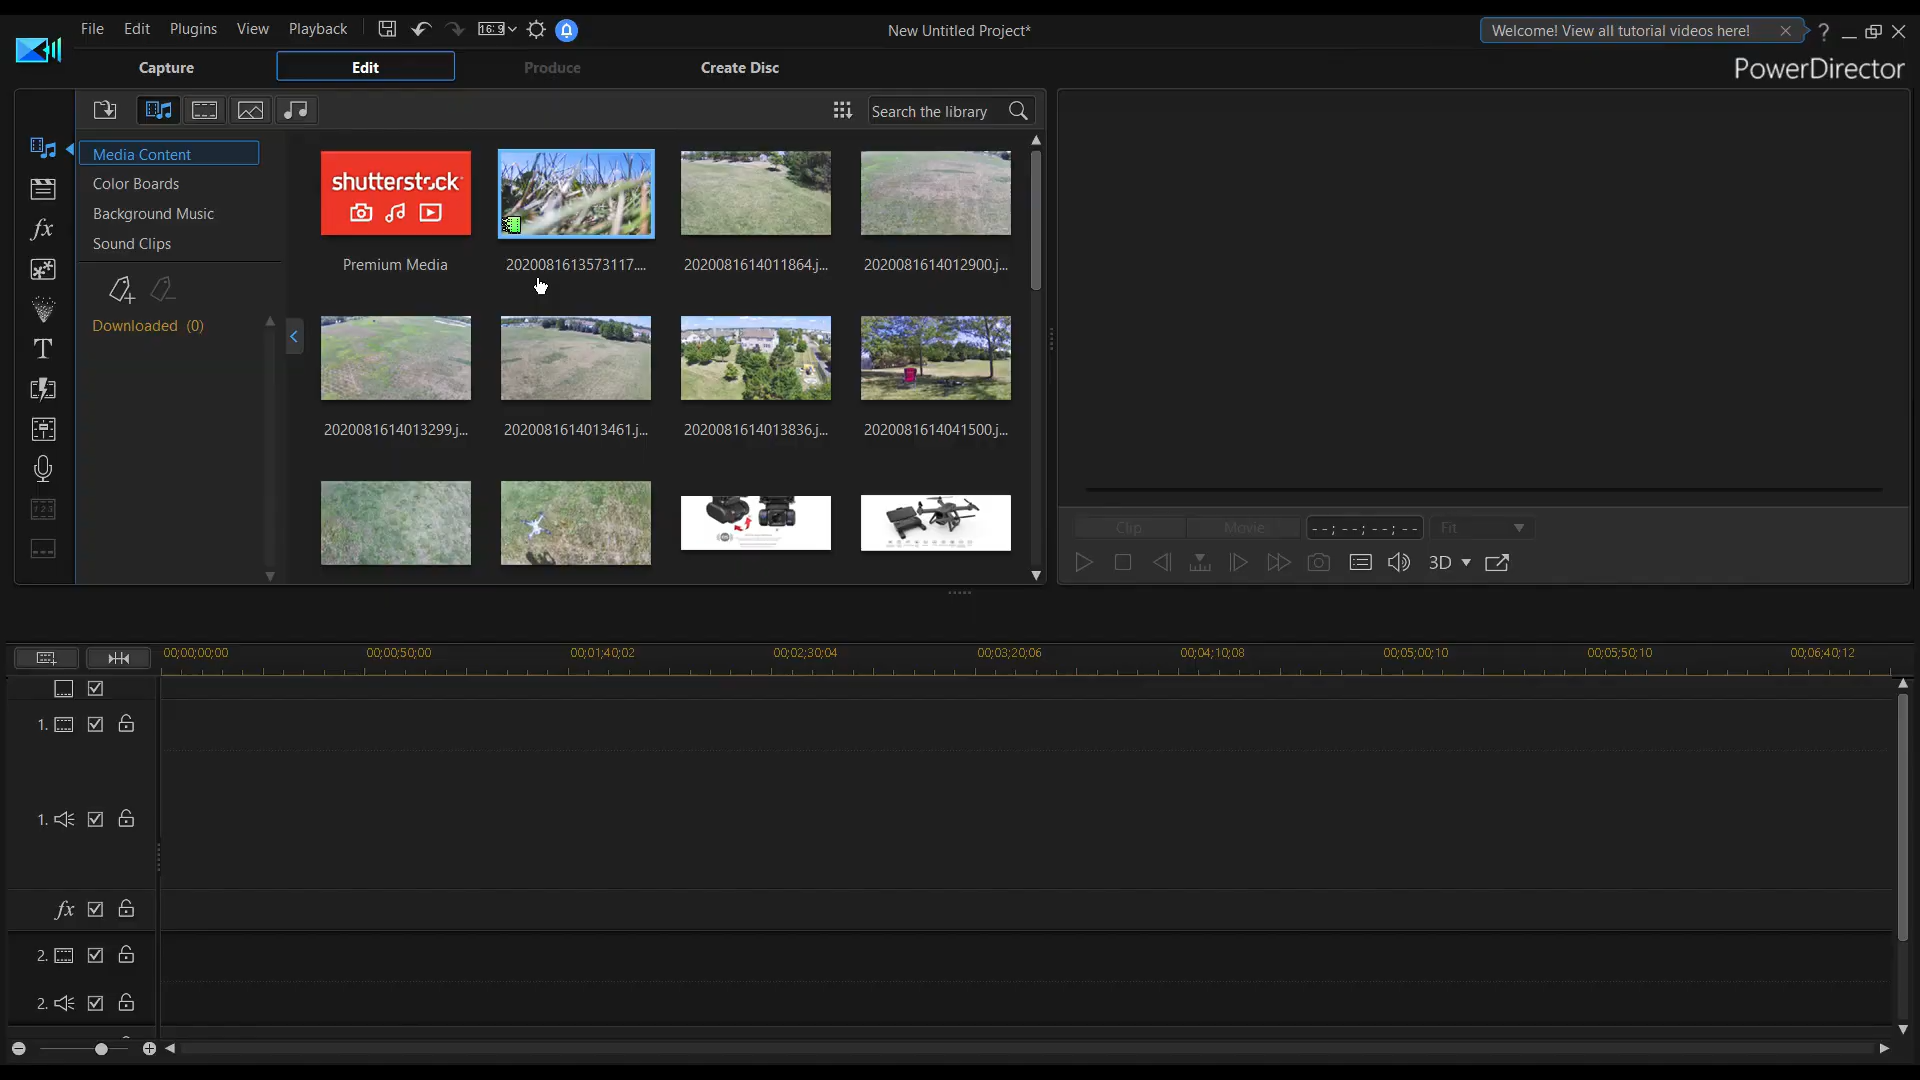 File Edit Plugins View Playback 16:9 New Untitled Project* Welcome! View all tutorial videos here! ?
Capture Edit Produce Create Disc PowerDirector
Search the library
Media Content
Color Boards
Background Music
Sound Clips
Downloaded (0)
shutterstock
Premium Media 2020081613573117.... 2020081614011864.j... 2020081614012900.j...
2020081614013299.j... 2020081614013461.j... 2020081614013836.j... 2020081614041500.j...
fx
T
Clip Movie --;--;--;-- Fit
3D
00;00;00;00 00;00;50;00 00;01;40;02 00;02;30;04 00;03;20;06 00;04;10;08 00;05;00;10 00;05;50;10 00;06;40;12
1.
1.
fx
2.
2.